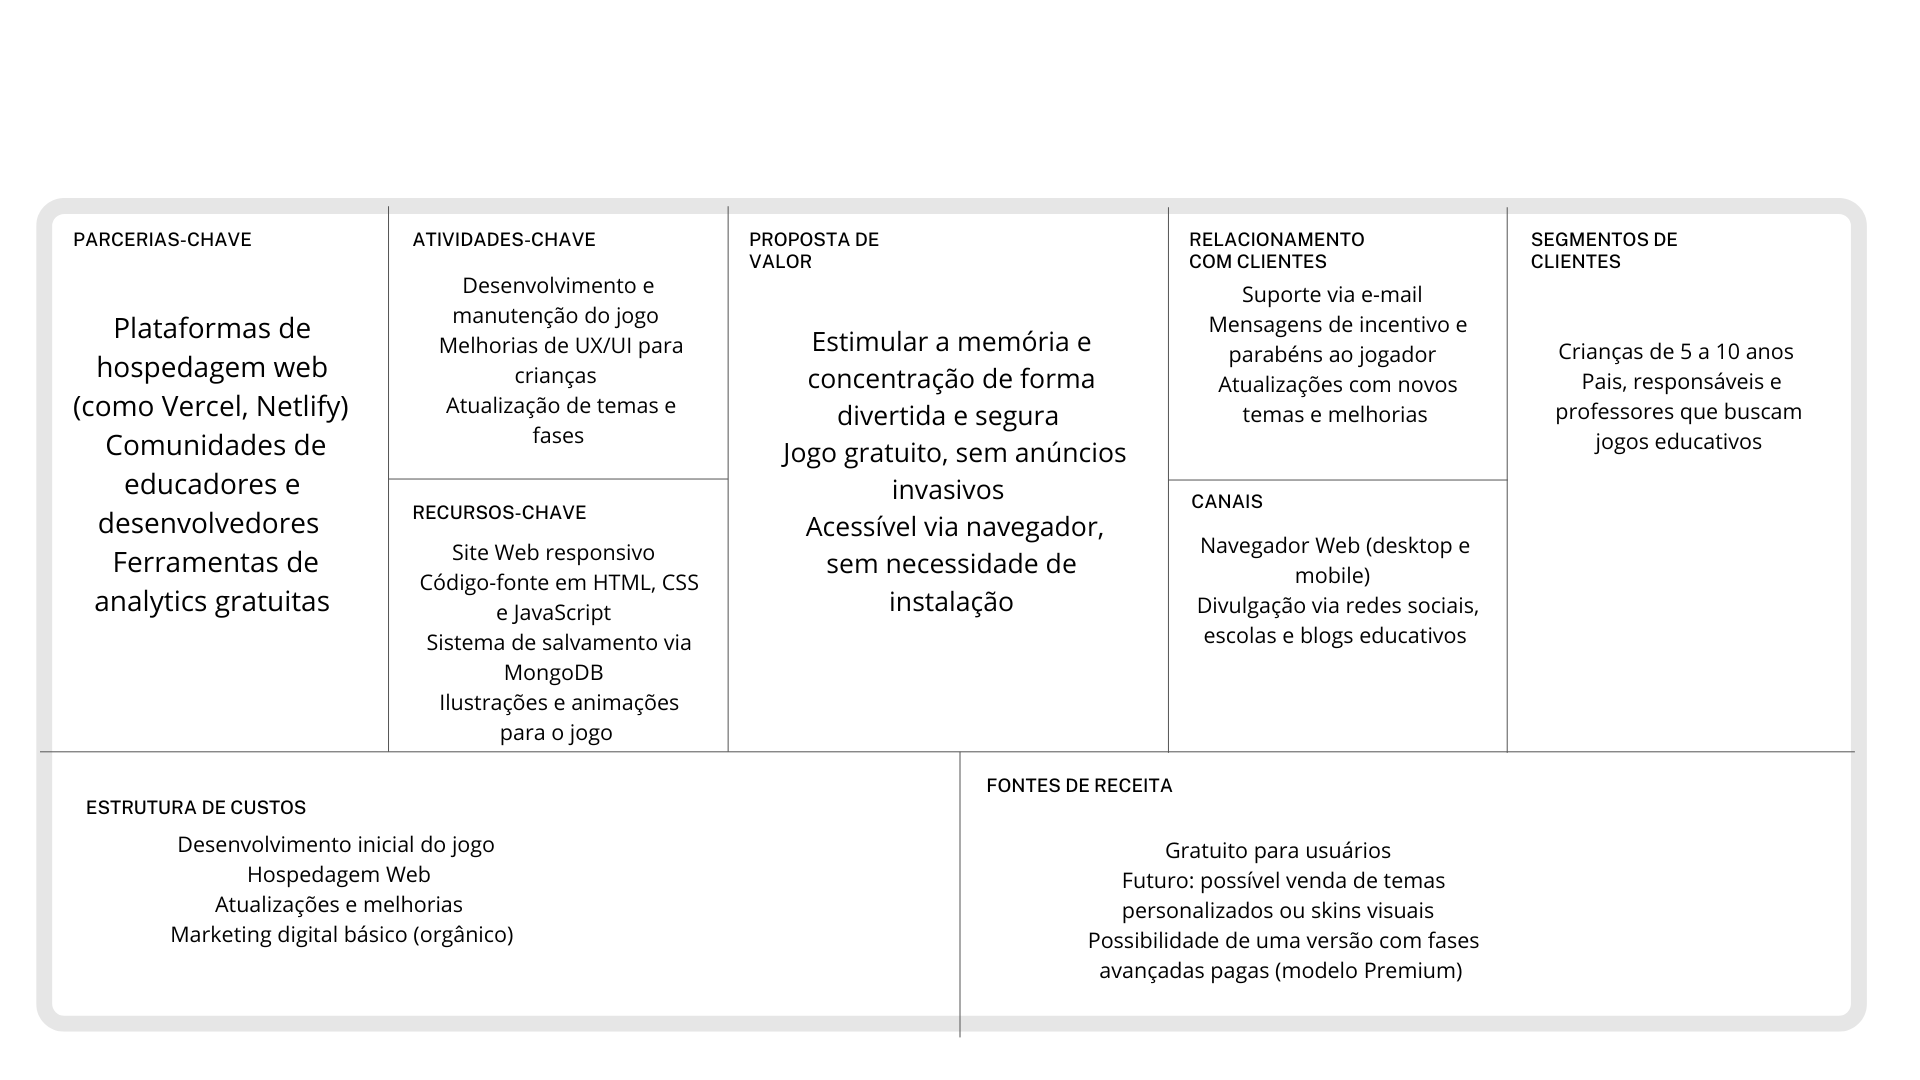 PARCERIAS-CHAVE
Plataformas de
hospedagem web
(como Vercel, Netlify)
Comunidades de
educadores e
desenvolvedores
Ferramentas de
analytics gratuitas
ATIVIDADES-CHAVE
Desenvolvimento e
manutenção do jogo
Melhorias de UX/UI para
crianças
Atualização de temas e
fases
RECURSOS-CHAVE
Site Web responsivo
Código-fonte em HTML, CSS
e JavaScript
Sistema de salvamento via
MongoDB
Ilustrações e animações
para o jogo
PROPOSTA DE
VALOR
Estimular a memória e
concentração de forma
divertida e segura
Jogo gratuito, sem anúncios
invasivos
Acessível via navegador,
sem necessidade de
instalação
RELACIONAMENTO
COM CLIENTES
Suporte via e-mail
Mensagens de incentivo e
parabéns ao jogador
Atualizações com novos
temas e melhorias
CANAIS
Navegador Web (desktop e
mobile)
Divulgação via redes sociais,
escolas e blogs educativos
SEGMENTOS DE
CLIENTES
Crianças de 5 a 10 anos
Pais, responsáveis e
professores que buscam
jogos educativos
ESTRUTURA DE CUSTOS
Desenvolvimento inicial do jogo
Hospedagem Web
Atualizações e melhorias
Marketing digital básico (orgânico)
FONTES DE RECEITA
Gratuito para usuários
Futuro: possível venda de temas
personalizados ou skins visuais
Possibilidade de uma versão com fases
avançadas pagas (modelo Premium)